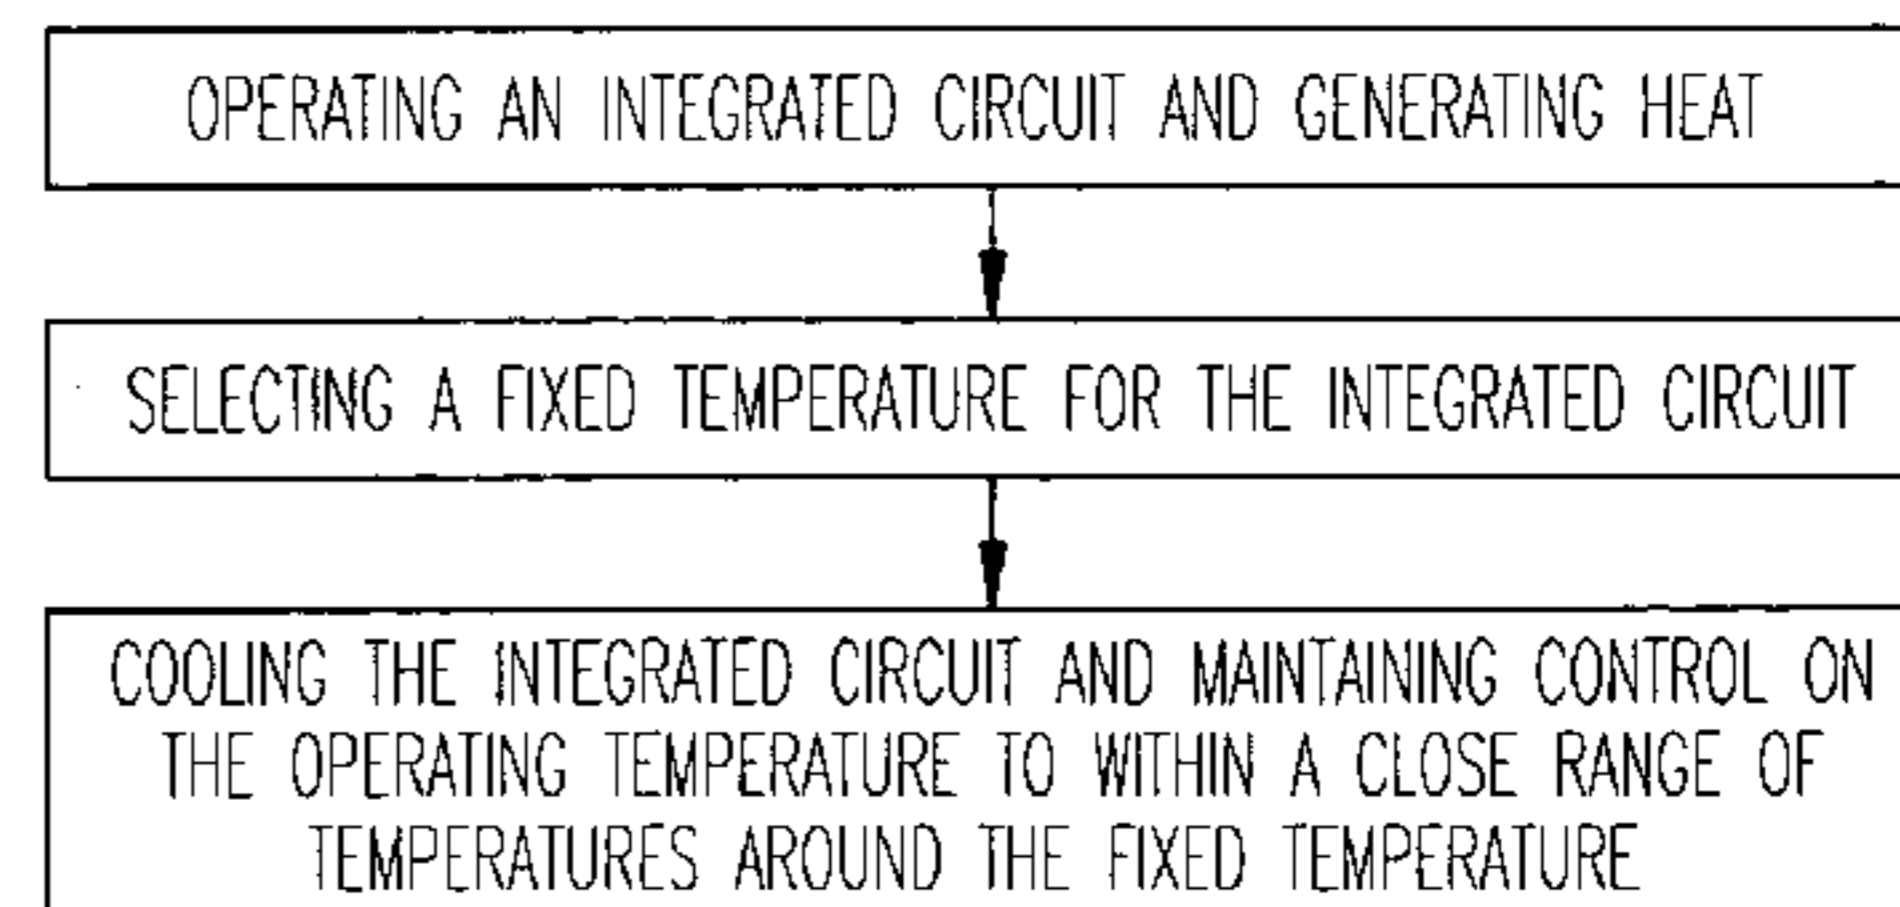 OPERATING AN INTEGRATED CIRCUIT AND GENERATING HEAT
SELECTING A FIXED TEMPERATURE FOR THE INTEGRATED CIRCUIT
COOLING THE INTEGRATED CIRCUIT AND MAINTAINING CONTROL ON
THE OPERATING TEMPERATURE TO WITHIN A CLOSE RANGE OF
TEMPERATURES AROUND THE FIXED TEMPERATURE